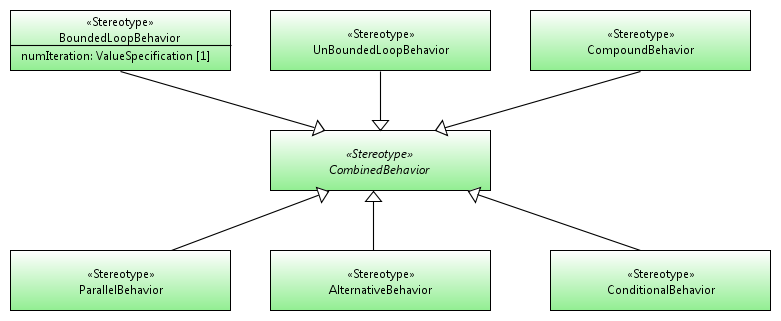 «Stereotype»
BoundedLoopBehavior
numIteration: ValueSpecification [1]
«Stereotype»
UnBoundedLoopBehavior
«Stereotype»
CompoundBehavior
«Stereotype»
CombinedBehavior
«Stereotype»
ParallelBehavior
«Stereotype»
AlternativeBehavior
«Stereotype»
ConditionalBehavior